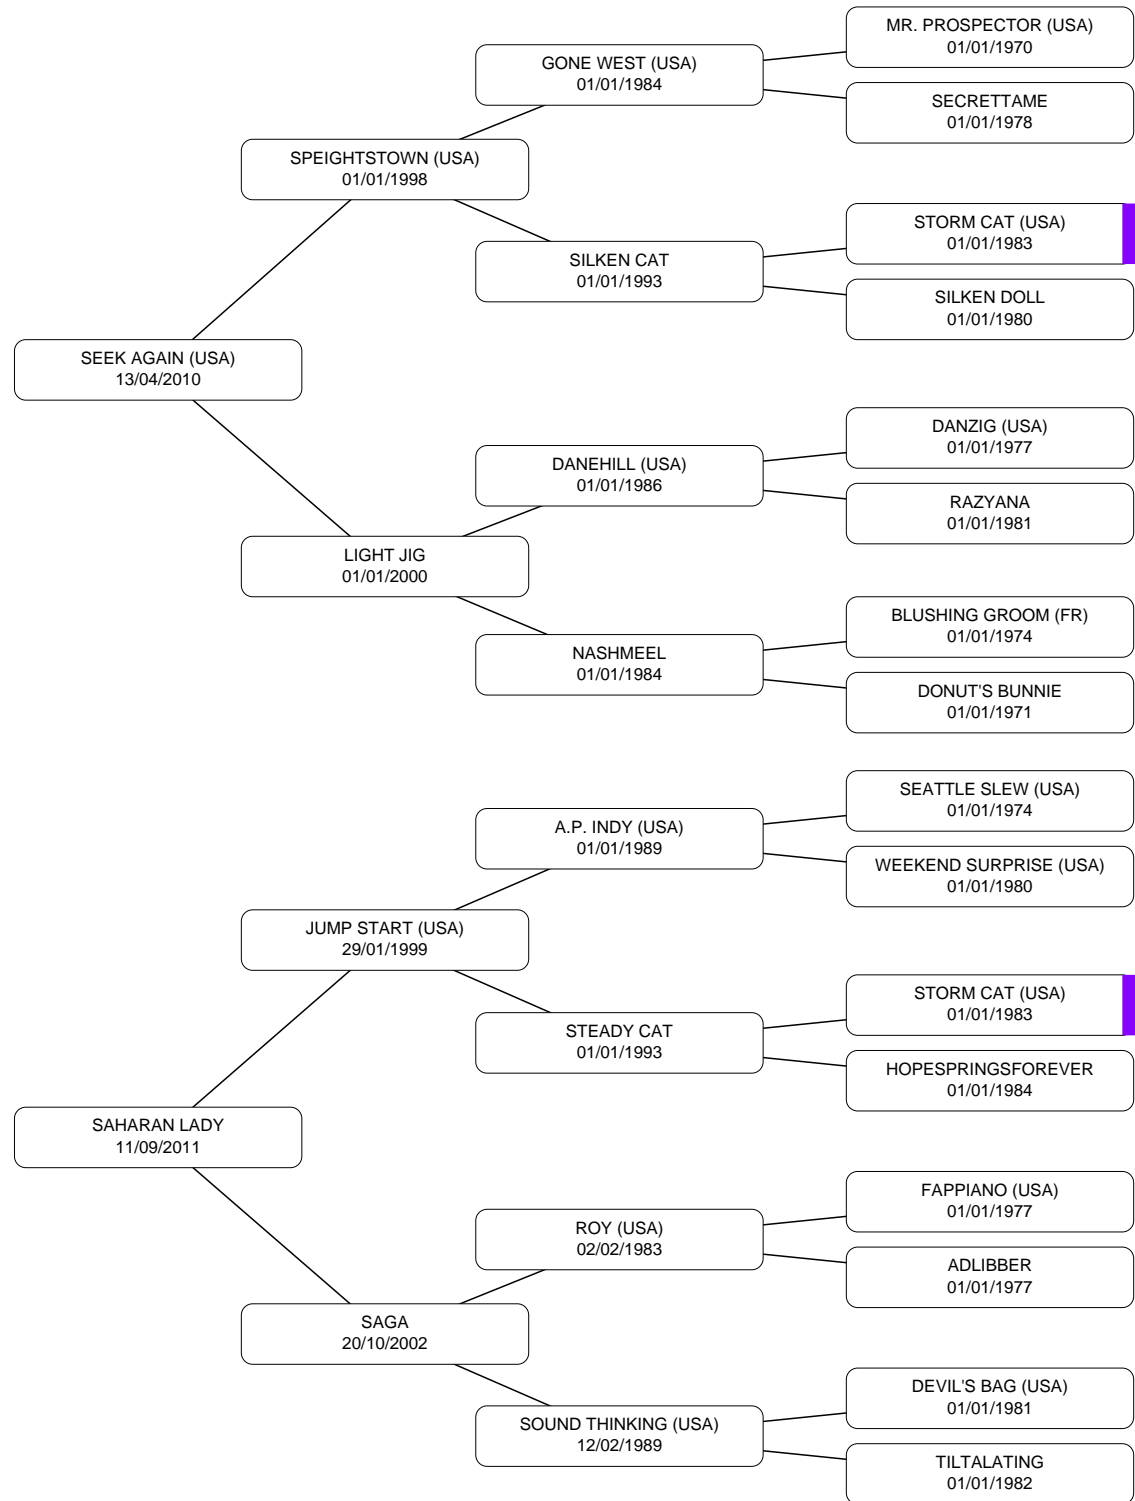 MR. PROSPECTOR (USA)
01/01/1970
GONE WEST (USA)
01/01/1984
SECRETTAME
01/01/1978
SPEIGHTSTOWN (USA)
01/01/1998
STORM CAT (USA)
01/01/1983
SILKEN CAT
01/01/1993
SILKEN DOLL
01/01/1980
SEEK AGAIN (USA)
13/04/2010
DANZIG (USA)
01/01/1977
DANEHILL (USA)
01/01/1986
RAZYANA
01/01/1981
LIGHT JIG
01/01/2000
BLUSHING GROOM (FR)
01/01/1974
NASHMEEL
01/01/1984
DONUT'S BUNNIE
01/01/1971
SEATTLE SLEW (USA)
01/01/1974
A.P. INDY (USA)
01/01/1989
WEEKEND SURPRISE (USA)
01/01/1980
JUMP START (USA)
29/01/1999
STORM CAT (USA)
01/01/1983
STEADY CAT
01/01/1993
HOPESPRINGSFOREVER
01/01/1984
SAHARAN LADY
11/09/2011
FAPPIANO (USA)
01/01/1977
ROY (USA)
02/02/1983
ADLIBBER
01/01/1977
SAGA
20/10/2002
DEVIL'S BAG (USA)
01/01/1981
SOUND THINKING (USA)
12/02/1989
TILTALATING
01/01/1982